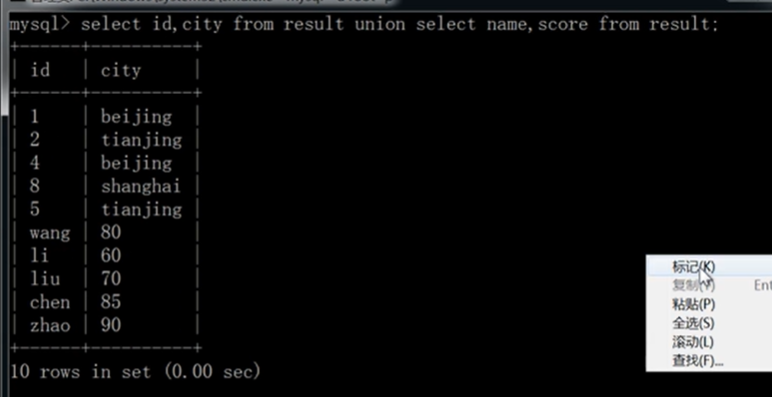 mysql> select id,city from result union select name,score from result;
+------+----------+
| id | city |
+------+----------+
| 1 | beijing |
| 2 | tianjing |
| 4 | beijing |
| 8 | shanghai |
| 5 | tianjing |
| wang | 80 |
| li | 60 |
| liu | 70 |
| chen | 85 |
| zhao | 90 |
+------+----------+
10 rows in set (0.00 sec)
标记(K)
复制(Y) Ent
粘贴(P)
全选(S)
滚动(L)
查找(F)...